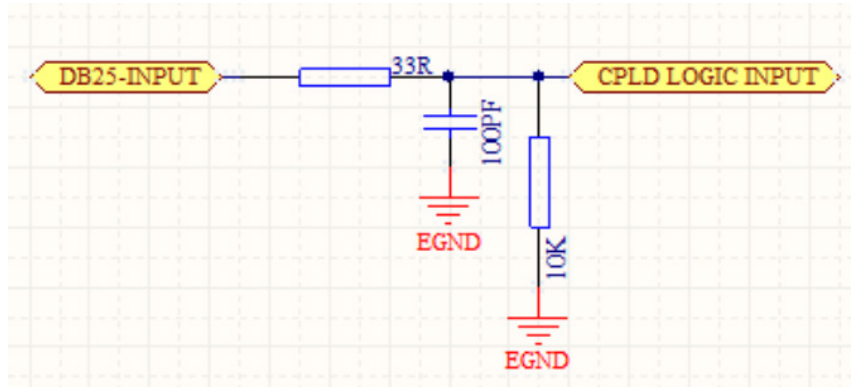 DB25-INPUT
33R
CPLD LOGIC INPUT
100PF
EGND
10K
EGND